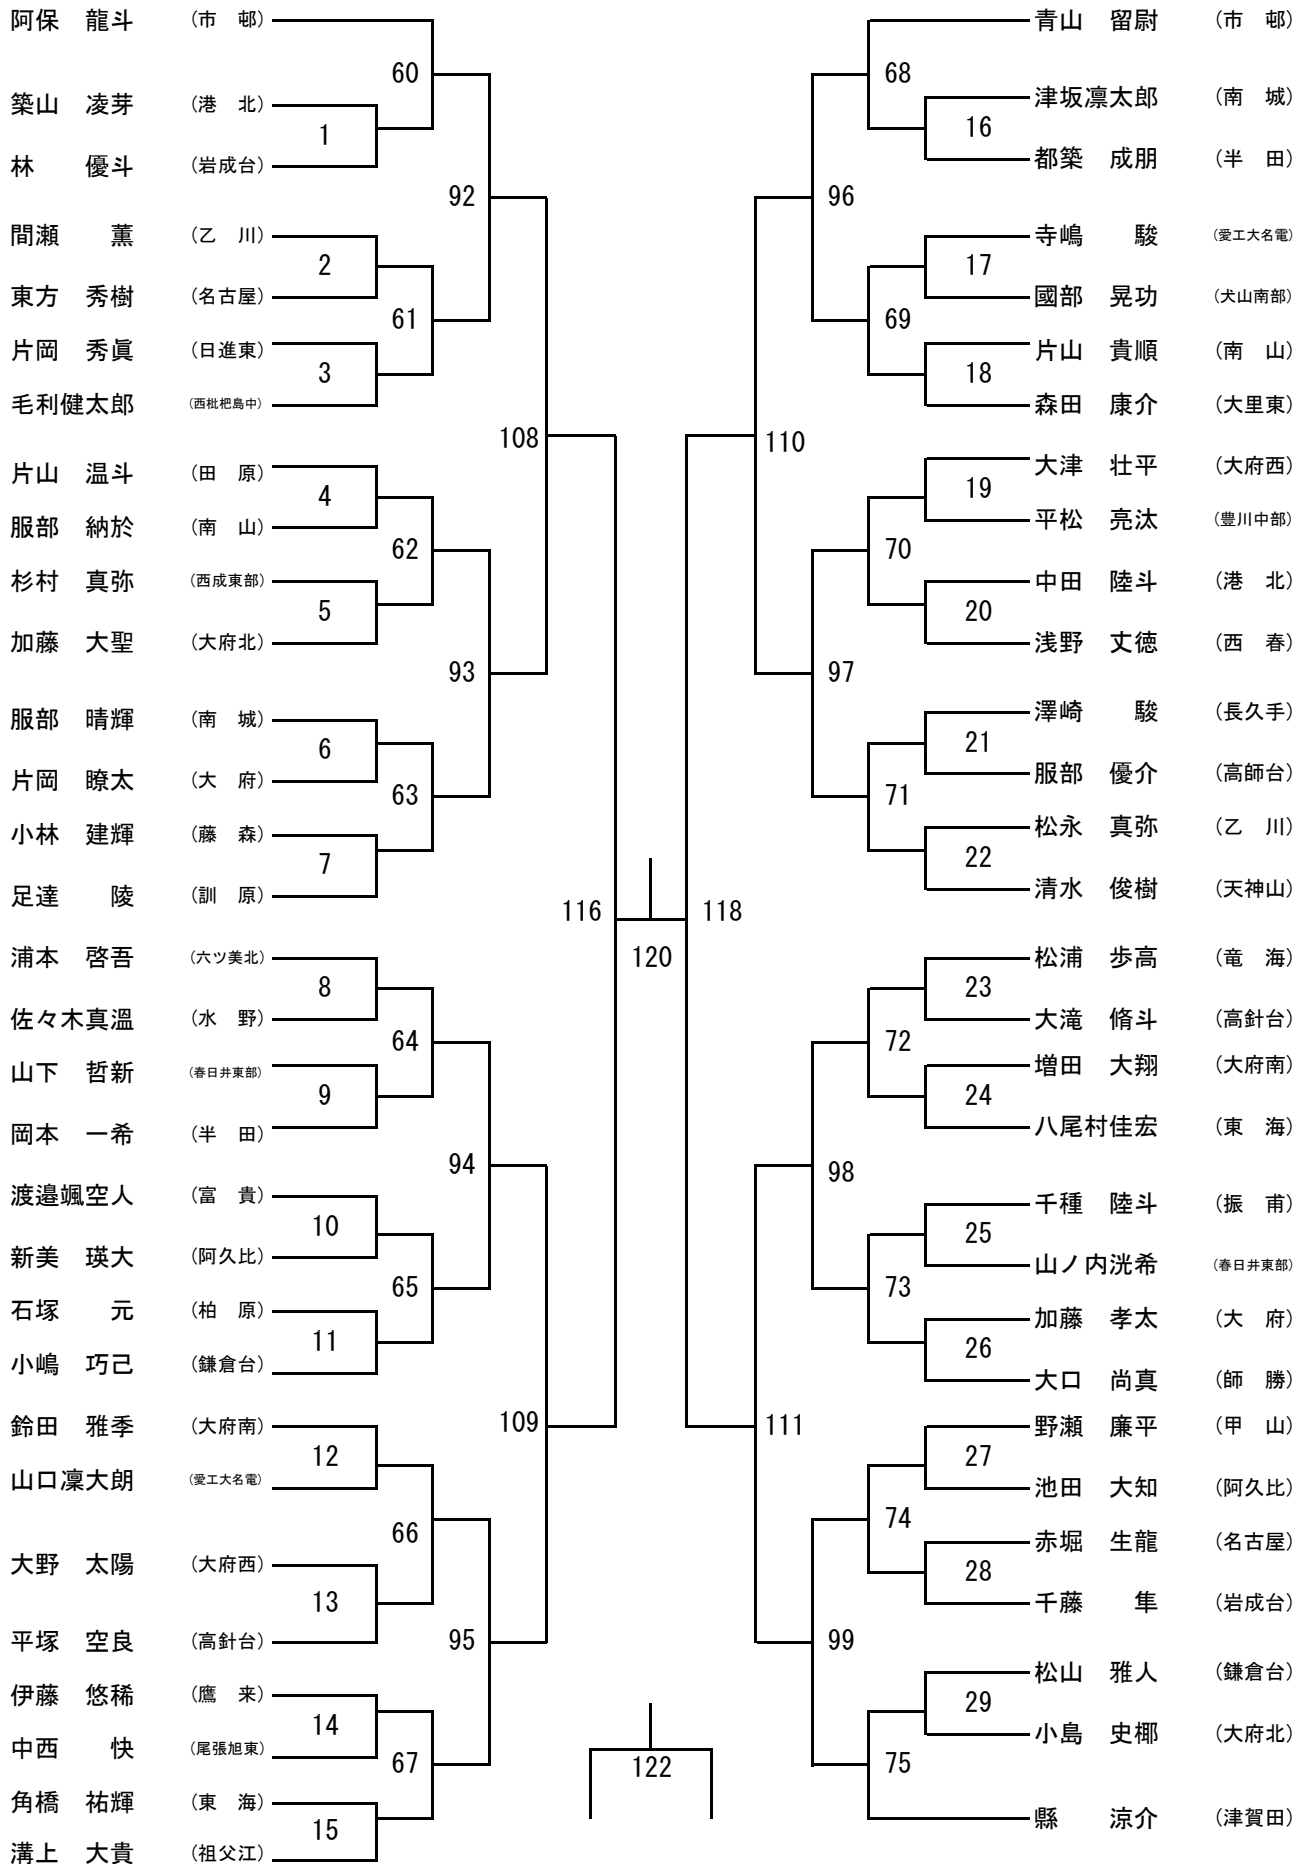 阿保　龍斗　（市　邨）
60
築山　凌芽　（港　北）
1
林　　優斗　（岩成台）
92
間瀬　　薫　（乙　川）
2
東方　秀樹　（名古屋）
61
片岡　秀眞　（日進東）
3
毛利健太郎　（西枇杷島中）
108
片山　温斗　（田　原）
4
服部　納於　（南　山）
62
杉村　真弥　（西成東部）
5
加藤　大聖　（大府北）
93
服部　晴輝　（南　城）
6
片岡　瞭太　（大　府）
63
小林　建輝　（藤　森）
7
足達　　陵　（訓　原）
116
浦本　啓吾　（六ツ美北）
8
佐々木真溫　（水　野）
64
山下　哲新　（春日井東部）
9
岡本　一希　（半　田）
94
渡邉颯空人　（富　貴）
10
新美　瑛大　（阿久比）
65
石塚　　元　（柏　原）
11
小嶋　巧己　（鎌倉台）
109
鈴田　雅季　（大府南）
12
山口凜大朗　（愛工大名電）
66
大野　太陽　（大府西）
13
平塚　空良　（高針台）
95
伊藤　悠稀　（鷹　来）
14
中西　　快　（尾張旭東）
67
角橋　祐輝　（東　海）
15
溝上　大貴　（祖父江）
120
122
青山　留尉　（市　邨）
68
津坂凛太郎　（南　城）
16
都築　成朋　（半　田）
96
寺嶋　　駿　（愛工大名電）
17
國部　晃功　（犬山南部）
69
片山　貴順　（南　山）
18
森田　康介　（大里東）
110
大津　壮平　（大府西）
19
平松　亮汰　（豊川中部）
70
中田　陸斗　（港　北）
20
浅野　丈徳　（西　春）
97
澤崎　　駿　（長久手）
21
服部　優介　（高師台）
71
松永　真弥　（乙　川）
22
清水　俊樹　（天神山）
118
松浦　歩高　（竜　海）
23
大滝　脩斗　（高針台）
72
増田　大翔　（大府南）
24
八尾村佳宏　（東　海）
98
千種　陸斗　（振　甫）
25
山ノ内洸希　（春日井東部）
73
加藤　孝太　（大　府）
26
大口　尚真　（師　勝）
111
野瀬　廉平　（甲　山）
27
池田　大知　（阿久比）
74
赤堀　生龍　（名古屋）
28
千藤　　隼　（岩成台）
99
松山　雅人　（鎌倉台）
29
小島　史椰　（大府北）
75
縣　　涼介　（津賀田）